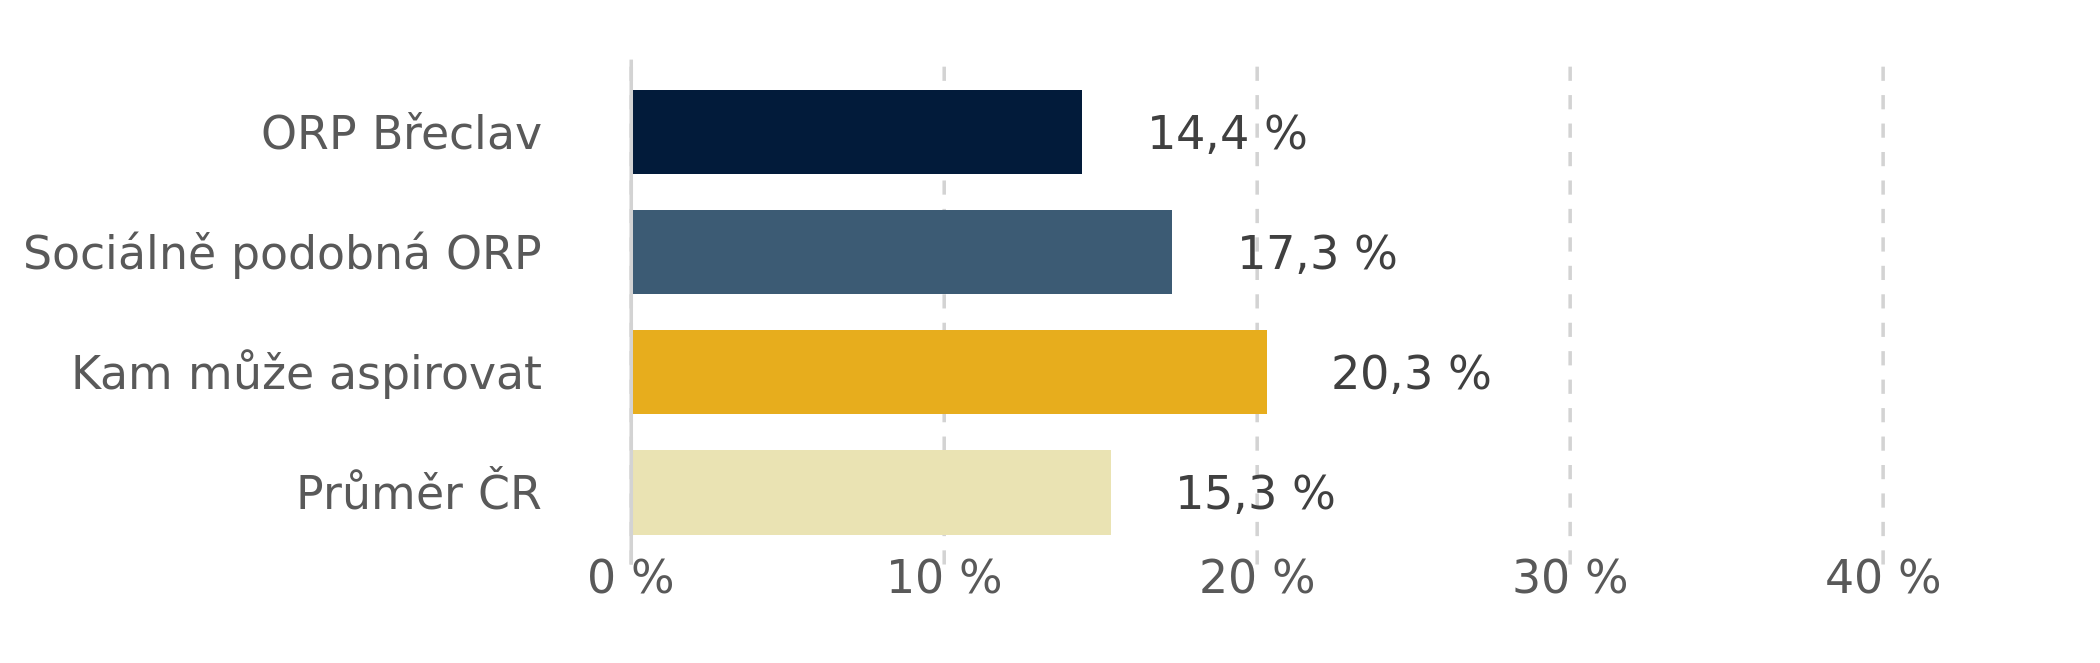 ORP Břeclav 14,4 %
Sociálně podobná ORP 17,3 %
Kam může aspirovat 20,3 %
Průměr ČR 15,3 %
0 % 10 % 20 % 30 % 40 %